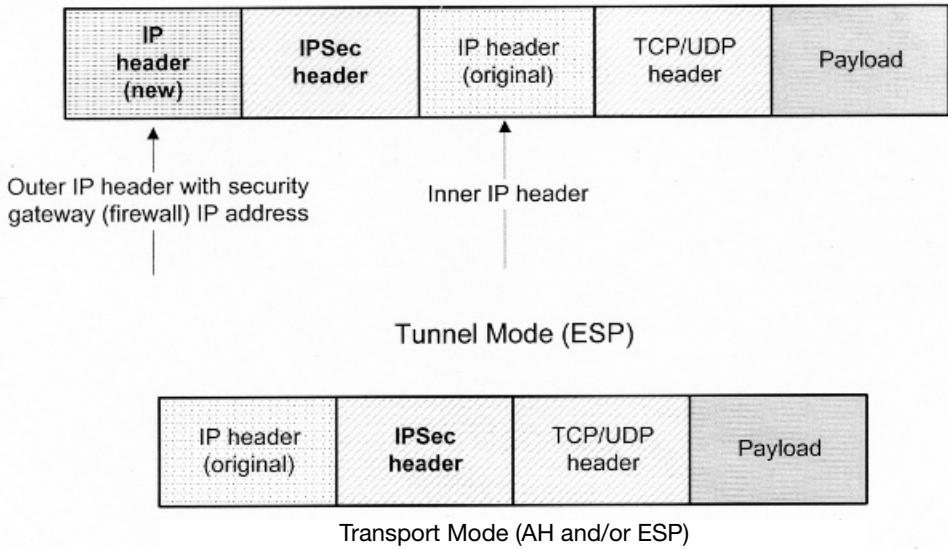 IP
header
(new)
IPSec
header
IP header
(original)
TCP/UDP
header
Payload
Outer IP header with security
gateway (firewall) IP address
Inner IP header
Tunnel Mode (ESP)
IP header
(original)
IPSec
header
TCP/UDP
header
Payload
Transport Mode (AH and/or ESP)